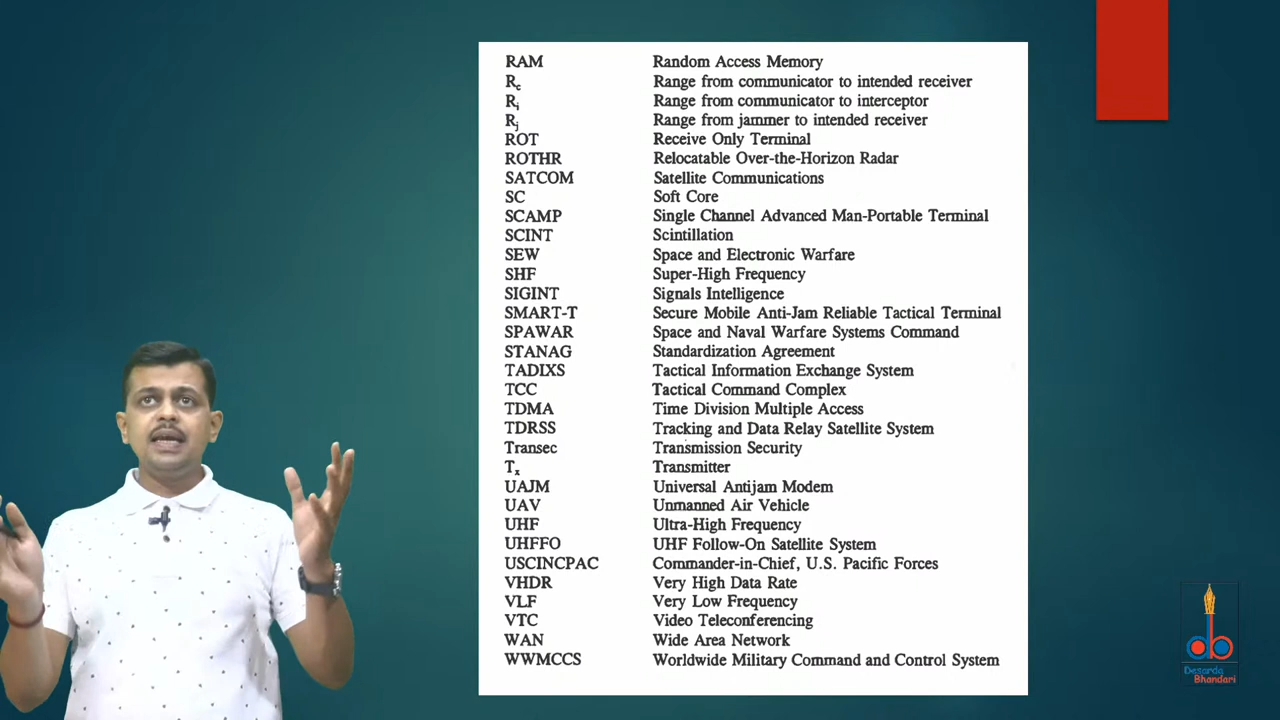 RAM Random Access Memory
Rc Range from communicator to intended receiver
Ri Range from communicator to interceptor
Rj Range from jammer to intended receiver
ROT Receive Only Terminal
ROTHR Relocatable Over-the-Horizon Radar
SATCOM Satellite Communications
SC Soft Core
SCAMP Single Channel Advanced Man-Portable Terminal
SCINT Scintillation
SEW Space and Electronic Warfare
SHF Super-High Frequency
SIGINT Signals Intelligence
SMART-T Secure Mobile Anti-Jam Reliable Tactical Terminal
SPAWAR Space and Naval Warfare Systems Command
STANAG Standardization Agreement
TADIXS Tactical Information Exchange System
TCC Tactical Command Complex
TDMA Time Division Multiple Access
TDRSS Tracking and Data Relay Satellite System
Transec Transmission Security
Tx Transmitter
UAJM Universal Antijam Modem
UAV Unmanned Air Vehicle
UHF Ultra-High Frequency
UHFFO UHF Follow-On Satellite System
USCINCPAC Commander-in-Chief, U.S. Pacific Forces
VHDR Very High Data Rate
VLF Very Low Frequency
VTC Video Teleconferencing
WAN Wide Area Network
WWMCCS Worldwide Military Command and Control System
Desarda
Bhandari